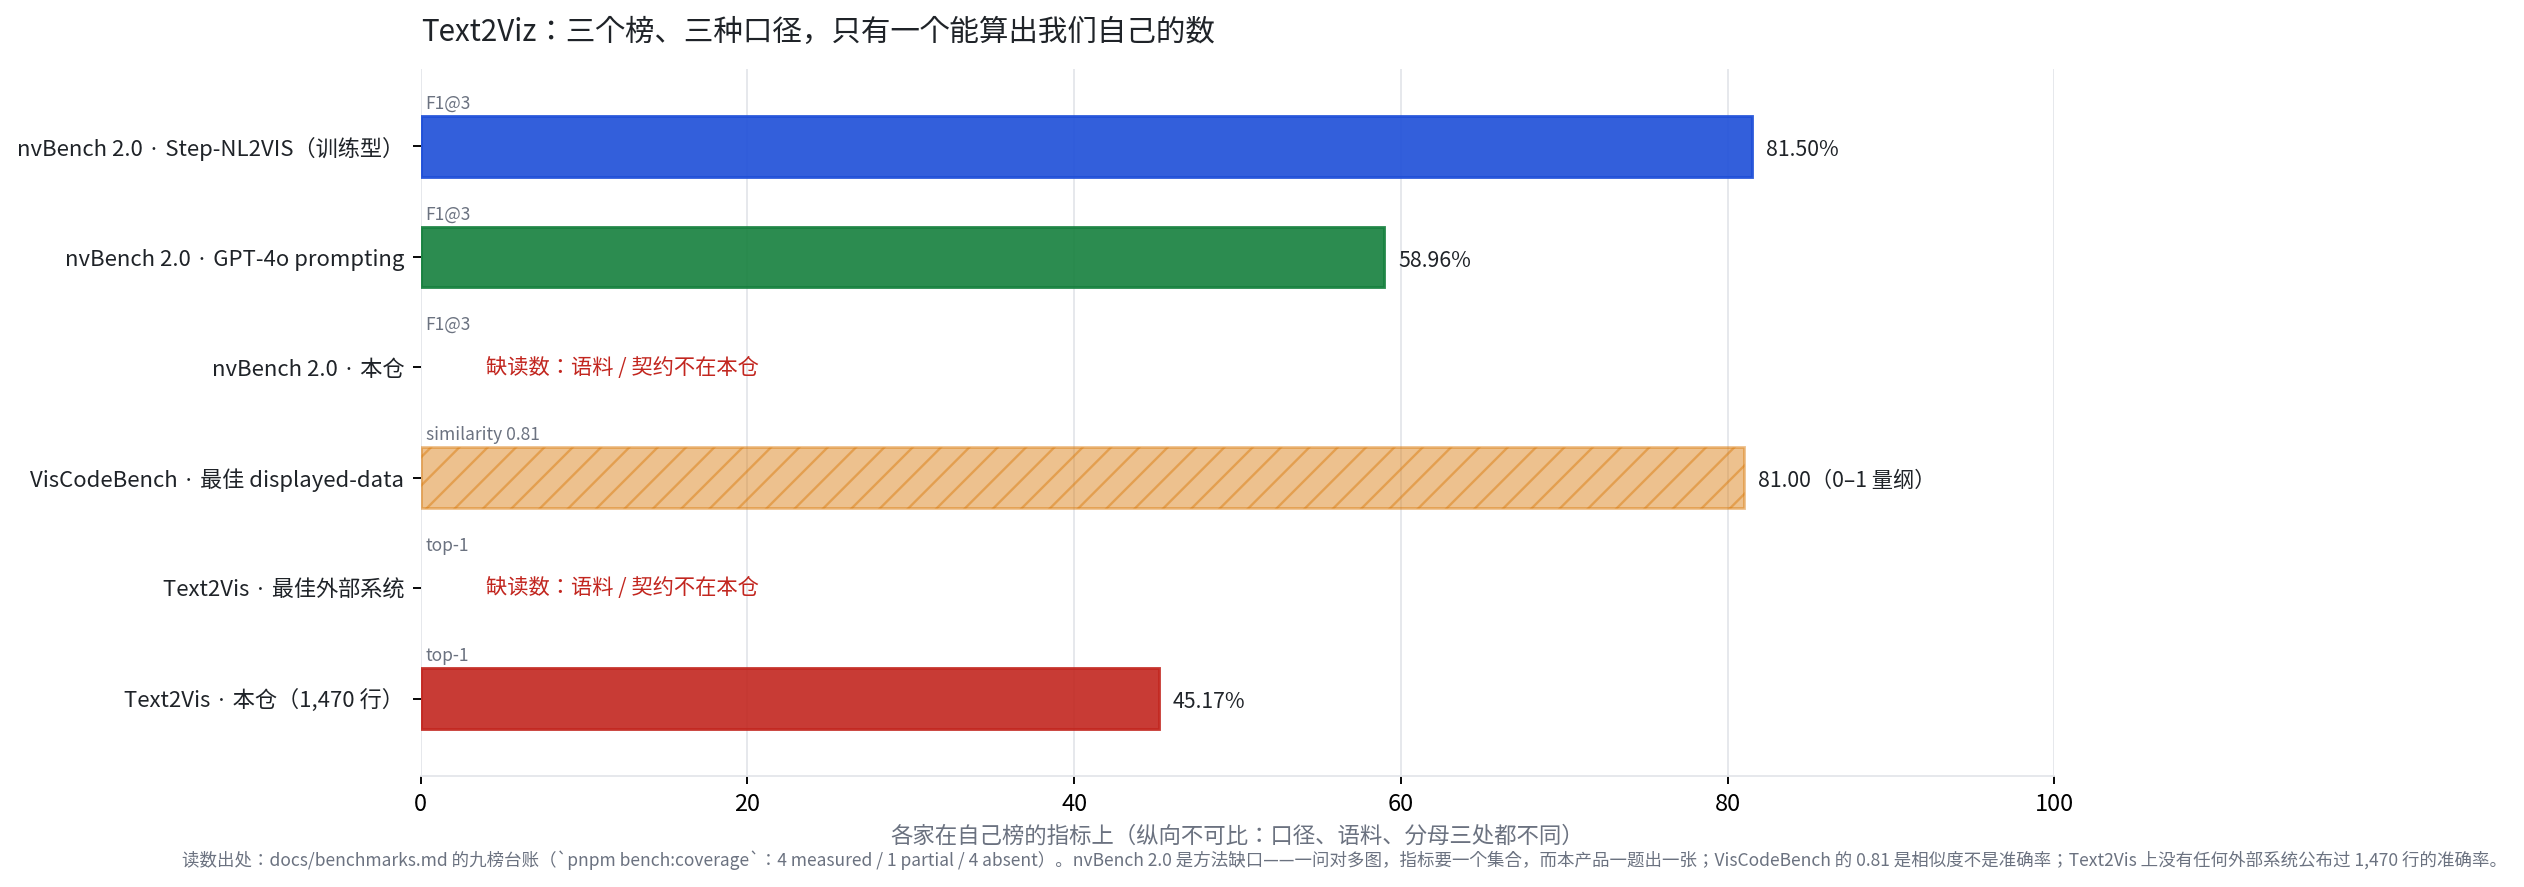 Text2Viz：三个榜、三种口径，只有一个能算出我们自己的数
F1@3
nvBench 2.0 · Step-NL2VIS（训练型）
81.50%
F1@3
nvBench 2.0 · GPT-4o prompting
58.96%
F1@3
nvBench 2.0 · 本仓
缺读数：语料 / 契约不在本仓
similarity 0.81
VisCodeBench · 最佳 displayed-data
81.00（0–1 量纲）
top-1
Text2Vis · 最佳外部系统
缺读数：语料 / 契约不在本仓
top-1
Text2Vis · 本仓（1,470 行）
45.17%
0 20 40 60 80 100
各家在自己榜的指标上（纵向不可比：口径、语料、分母三处都不同）
读数出处：docs/benchmarks.md 的九榜台账（`pnpm bench:coverage`：4 measured / 1 partial / 4 absent）。nvBench 2.0 是方法缺口——一问对多图，指标要一个集合，而本产品一题出一张；VisCodeBench 的 0.81 是相似度不是准确率；Text2Vis 上没有任何外部系统公布过 1,470 行的准确率。